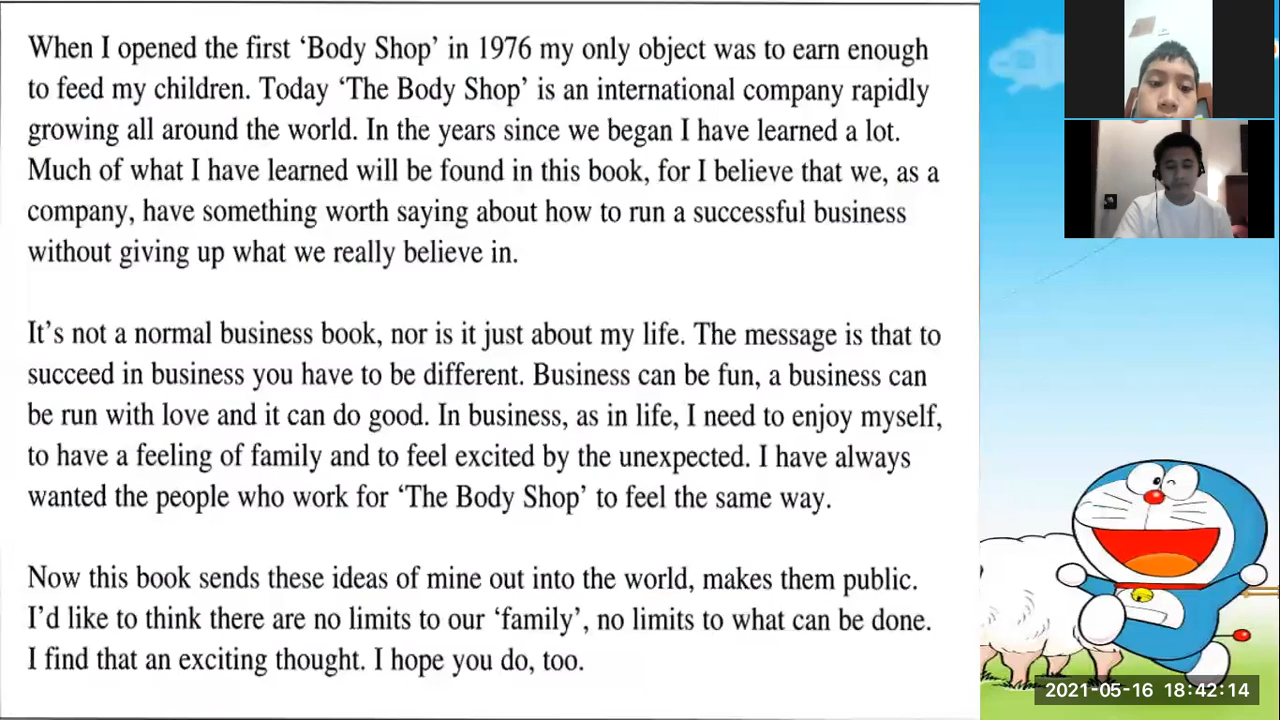 When I opened the first ‘Body Shop’ in 1976 my only object was to earn enough
to feed my children. Today ‘The Body Shop’ is an international company rapidly
growing all around the world. In the years since we began I have learned a lot.
Much of what I have learned will be found in this book, for I believe that we, as a
company, have something worth saying about how to run a successful business
without giving up what we really believe in.
It’s not a normal business book, nor is it just about my life. The message is that to
succeed in business you have to be different. Business can be fun, a business can
be run with love and it can do good. In business, as in life, I need to enjoy myself,
to have a feeling of family and to feel excited by the unexpected. I have always
wanted the people who work for ‘The Body Shop’ to feel the same way.
Now this book sends these ideas of mine out into the world, makes them public.
I’d like to think there are no limits to our ‘family’, no limits to what can be done.
I find that an exciting thought. I hope you do, too.
2021-05-16 18:42:14